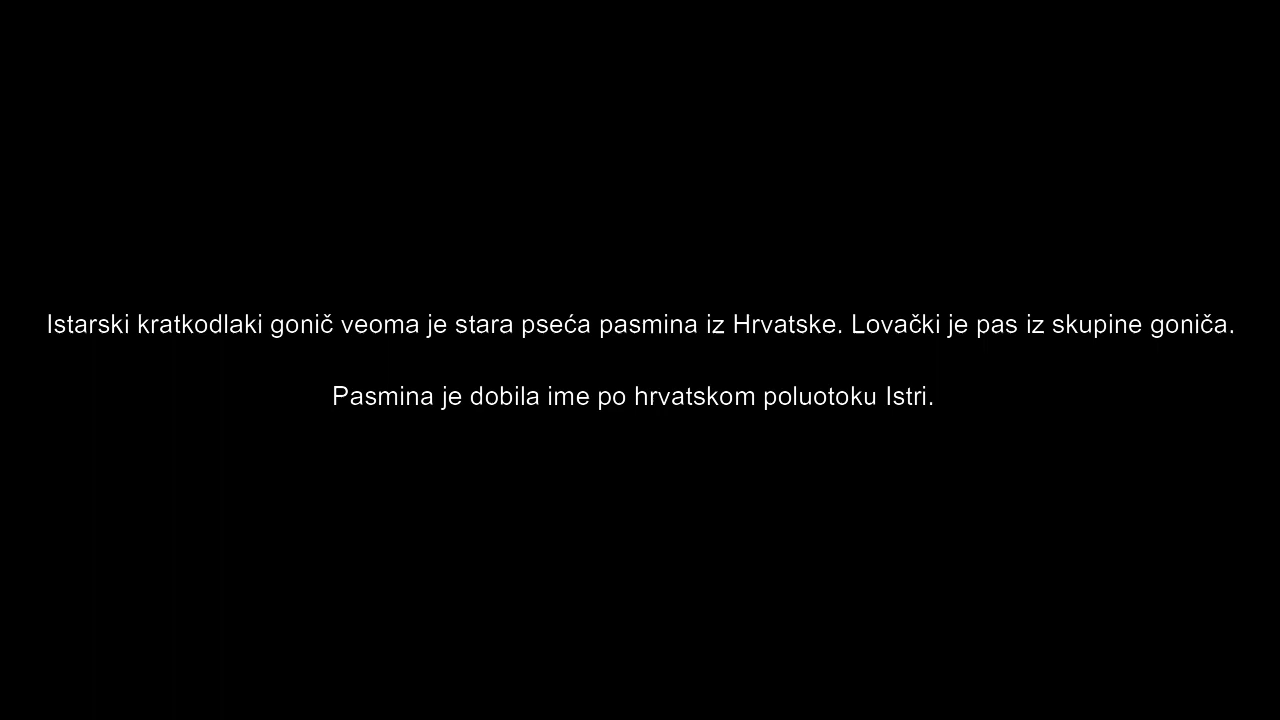 Istarski kratkodlaki gonič veoma je stara pseća pasmina iz Hrvatske. Lovački je pas iz skupine goniča.
Pasmina je dobila ime po hrvatskom poluotoku Istri.